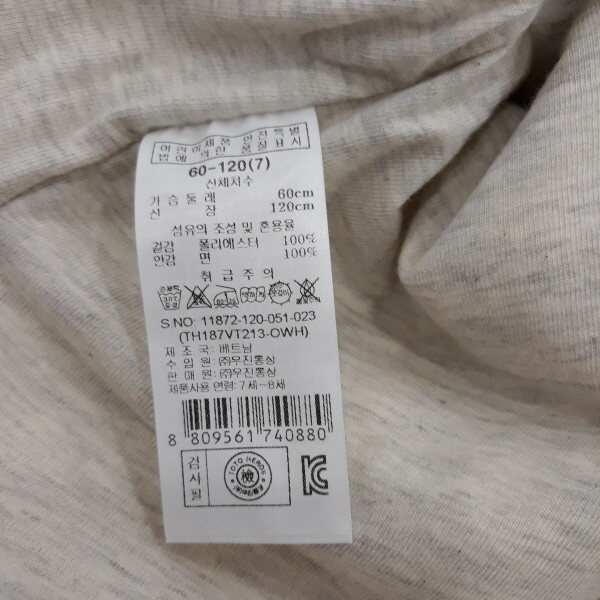 어린이제품 안전특별
법에 의한 품질표시
60-120(7)
신체치수
가슴둘레 60cm
신 장 120cm
섬유의 조성 및 혼용율
겉감 폴리에스터 100%
안감 면 100%
취급주의
S NO: 11872-120-051-023
(TH187VT213-OWH)
제 조 국: 베트남
수 입 원: ㈜우진통상
판 매 원: ㈜우진통상
제품사용 연령: 7세~8세
8 809561 740880
검사필
TOTO HEROS
檢